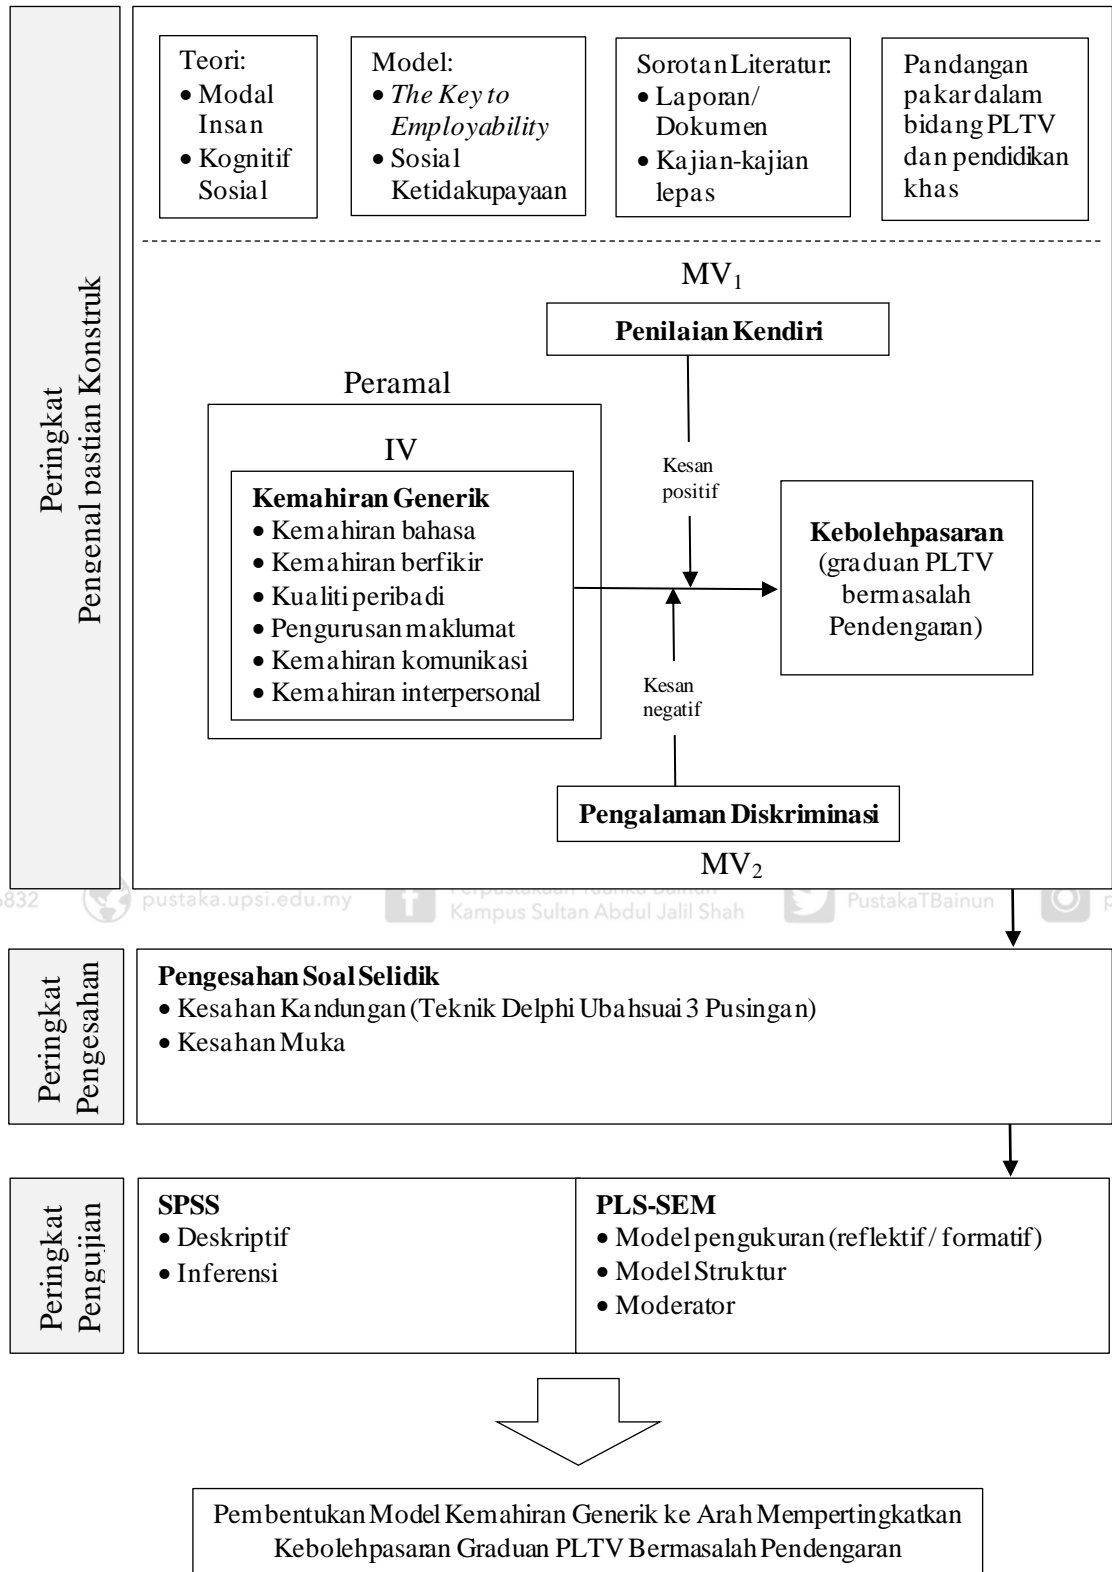 Peringkat
Pengenalpastian Konstruk
Teori:
• Modal
Insan
• Kognitif
Sosial
Model:
• The Key to
Employability
• Sosial
Ketidakupayaan
Sorotan Literatur:
• Laporan/
Dokumen
• Kajian-kajian
lepas
Pandangan
pakar dalam
bidang PLTV
dan pendidikan
khas
MV1
Penilaian Kendiri
Peramal
IV
Kemahiran Generik
• Kemahiran bahasa
• Kemahiran berfikir
• Kualiti peribadi
• Pengurusan maklumat
• Kemahiran komunikasi
• Kemahiran interpersonal
Kesan
positif
Kebolehpasaran
(graduan PLTV
bermasalah
Pendengaran)
Kesan
negatif
Pengalaman Diskriminasi
MV2
6832
pustaka.upsi.edu.my
Perpustakaan Tuanku Bainun
Kampus Sultan Abdul Jalil Shah
PustakaTBainun
Peringkat
Pengesahan
Pengesahan Soal Selidik
• Kesahan Kandungan (Teknik Delphi Ubahsuai 3 Pusingan)
• Kesahan Muka
Peringkat
Pengujian
SPSS
• Deskriptif
• Inferensi
PLS-SEM
• Model pengukuran (reflektif / formatif)
• Model Struktur
• Moderator
Pembentukan Model Kemahiran Generik ke Arah Mempertingkatkan
Kebolehpasaran Graduan PLTV Bermasalah Pendengaran